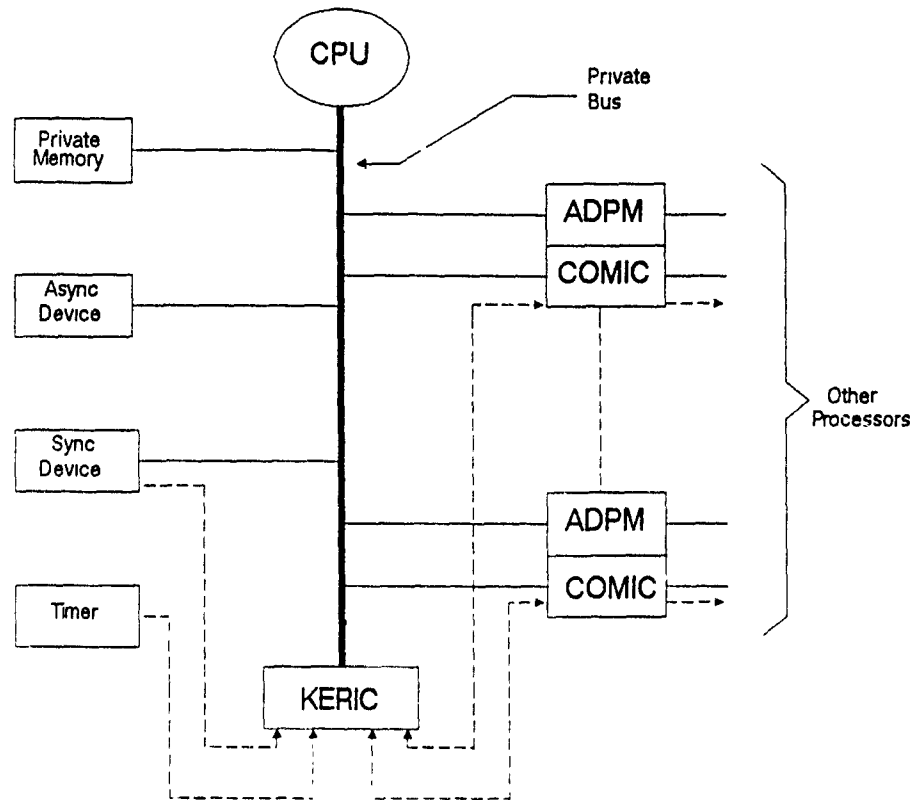 CPU
Private
Bus
Private
Memory
ADPM
COMIC
Async
Device
Other
Processors
Sync
Device
ADPM
COMIC
Timer
KERIC